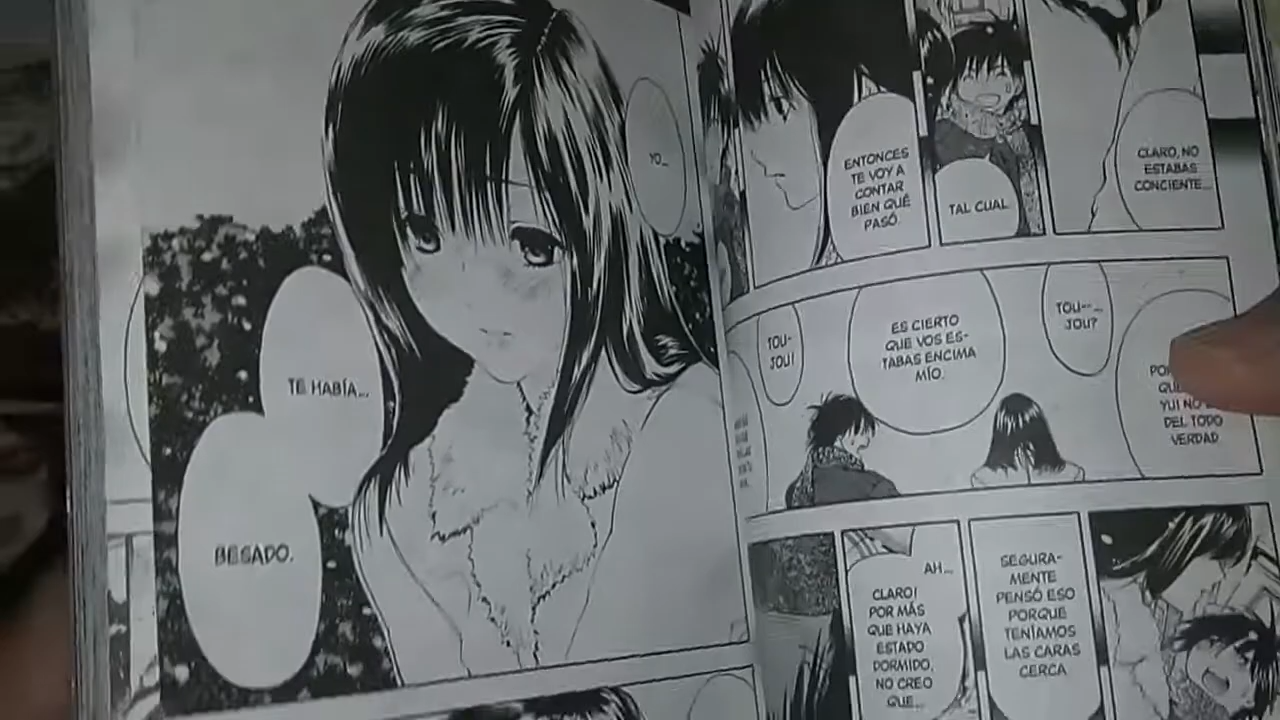 CLARO, NO
ESTABAS
CONCIENTE...
TAL CUAL
ENTONCES
TE VOY A
CONTAR
BIEN QUÉ
PASÓ
YUI NO
DEL TODO
VERDAD
TOU-...
JOU?
ES CIERTO
QUE VOS ES-
TABAS ENCIMA
MÍO.
TOU-
JOU!
SEGURA-
MENTE
PENSÓ ESO
PORQUE
TENÍAMOS
LAS CARAS
CERCA
AH...
CLARO!
POR MÁS
QUE HAYA
ESTADO
DORMIDO,
NO CREO
QUE...
YO...
TE HABÍA...
BESADO.